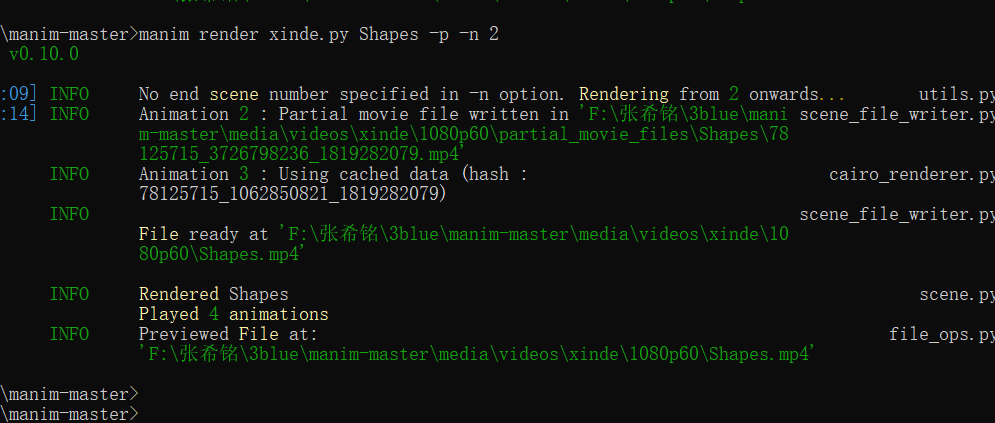 \manim-master>manim render xinde.py Shapes -p -n 2
v0.10.0
:09] INFO No end scene number specified in -n option. Rendering from 2 onwards... utils.py
:14] INFO Animation 2 : Partial movie file written in 'F:\张希铭\3blue\mani scene_file_writer.py
m-master\media\videos\xinde\1080p60\partial_movie_files\Shapes\78
125715_3726798236_1819282079.mp4'
INFO Animation 3 : Using cached data (hash : cairo_renderer.py
78125715_1062850821_1819282079)
INFO scene_file_writer.py
File ready at 'F:\张希铭\3blue\manim-master\media\videos\xinde\10
80p60\Shapes.mp4'
INFO Rendered Shapes scene.py
Played 4 animations
INFO Previewed File at: file_ops.py
'F:\张希铭\3blue\manim-master\media\videos\xinde\1080p60\Shapes.mp4'
\manim-master>
\manim-master>